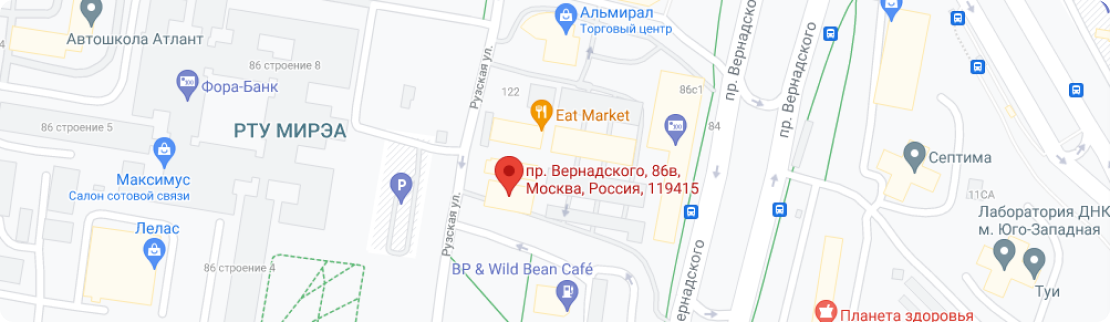 Автошкола Атлант
86 строение 8
Фора-Банк
86 строение 5
РТУ МИРЭА
Максимус
Салон сотовой связи
Лелас
86 строение 4
P
Рузская ул.
Рузская ул.
122
Альмирал
Торговый центр
Eat Market
пр. Вернадского, 86в,
Москва, Россия, 119415
BP & Wild Bean Café
86с1
84
пр. Вернадского
пр. Вернадского
Вернадского
Септима
11СА
Лаборатория ДНК
м. Юго-Западная
Туи
Планета здоровья